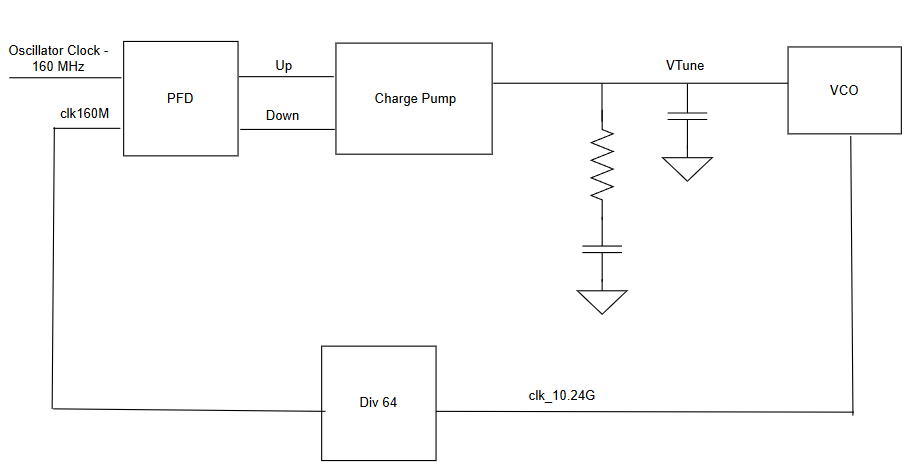 Oscillator Clock -
160 MHz
clk160M
PFD
Up
Down
Charge Pump
VTune
VCO
Div 64
clk_10.24G